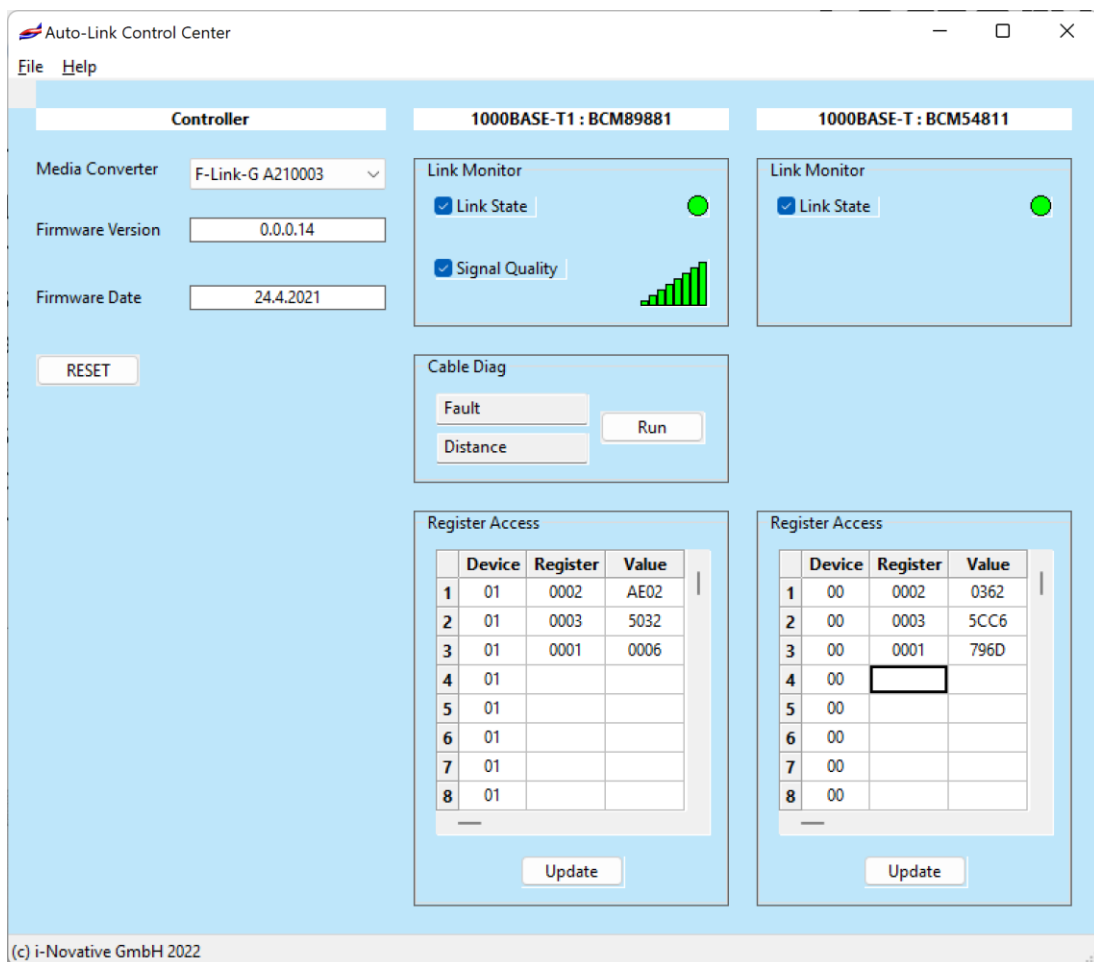 Auto-Link Control Center
File Help
Controller
Media Converter F-Link-G A210003
Firmware Version 0.0.0.14
Firmware Date 24.4.2021
RESET
1000BASE-T1 : BCM89881
Link Monitor
Link State
Signal Quality
Cable Diag
Fault
Distance
Run
Register Access
Device Register Value
1 01 0002 AE02
2 01 0003 5032
3 01 0001 0006
4 01
5 01
6 01
7 01
8 01
Update
1000BASE-T : BCM54811
Link Monitor
Link State
Register Access
Device Register Value
1 00 0002 0362
2 00 0003 5CC6
3 00 0001 796D
4 00
5 00
6 00
7 00
8 00
Update
(c) i-Novative GmbH 2022